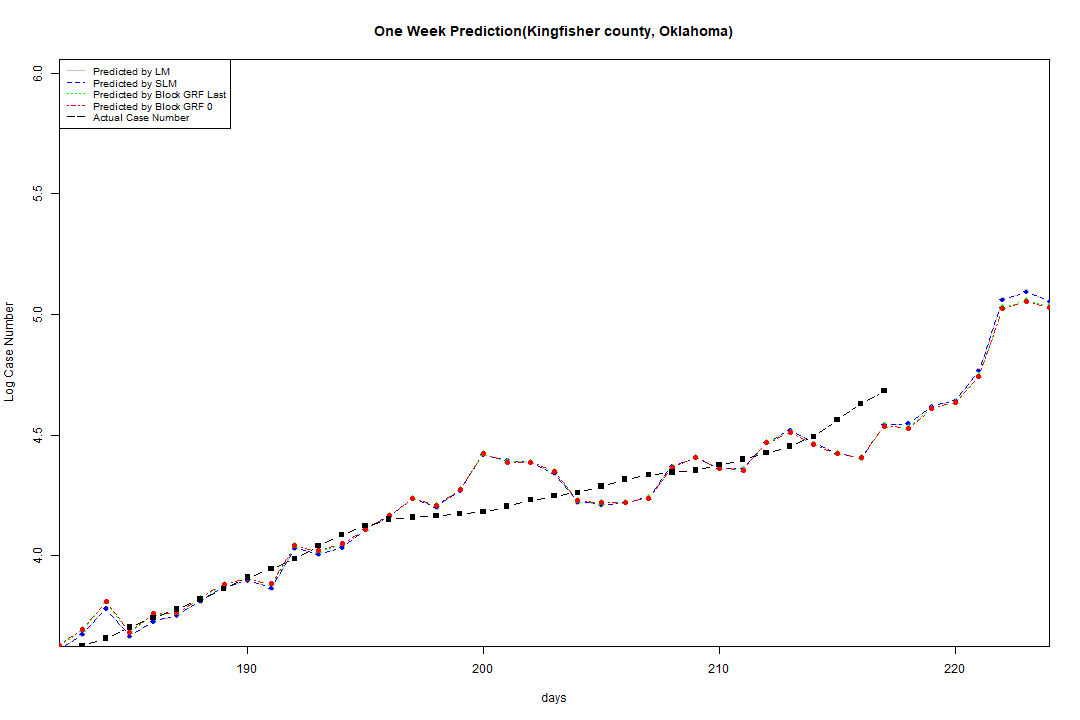 One Week Prediction(Kingfisher county, Oklahoma)
Predicted by LM
Predicted by SLM
Predicted by Block GRF Last
Predicted by Block GRF 0
Actual Case Number
6.0
5.5
5.0
4.5
4.0
Log Case Number
190 200 210 220
days